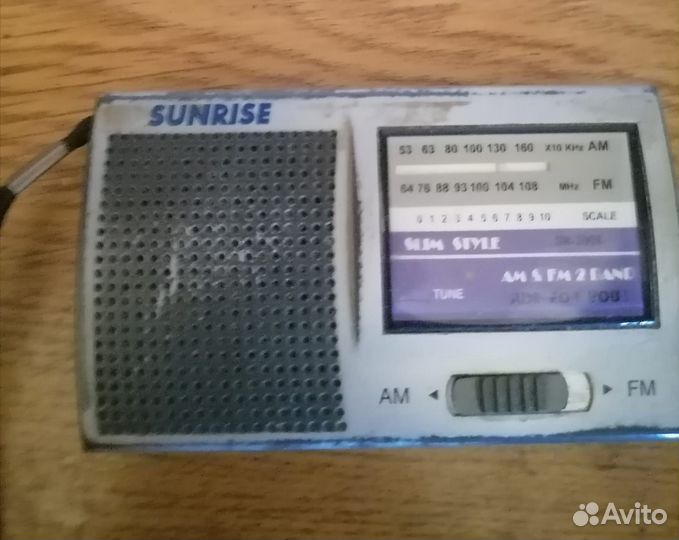 SUNRISE
53 63 80 100 130 160 X10 KHz AM
64 76 88 93 100 104 108 MHz FM
0 1 2 3 4 5 6 7 8 9 10 SCALE
SLIM STYLE
AM & FM 2 BAND
TUNE
AM ◄ ► FM
Avito